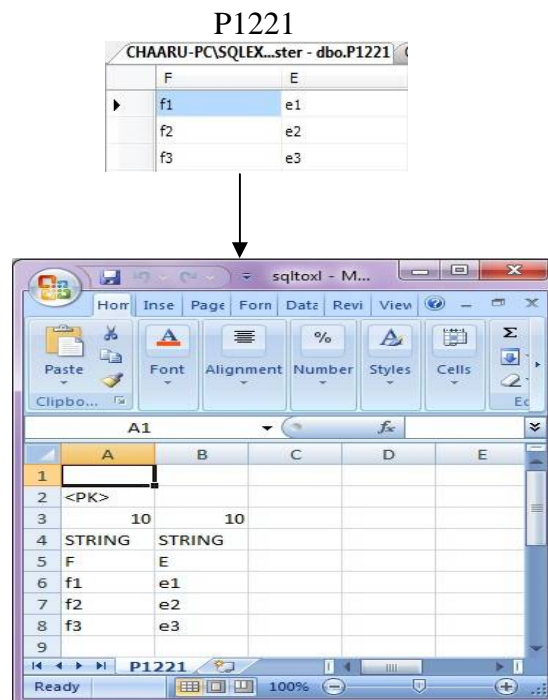 P1221
CHAARU-PC\SQLEX...ster - dbo.P1221
F E
f1 e1
f2 e2
f3 e3
sqltoxl - M...
Hom Inse Page Forn Data Revi View
Paste Font Alignment Number Styles Cells
Clipbo... Ec
A1 fx
A B C D E
1
2 <PK>
3 10 10
4 STRING STRING
5 F E
6 f1 e1
7 f2 e2
8 f3 e3
9
P1221
Ready 100%